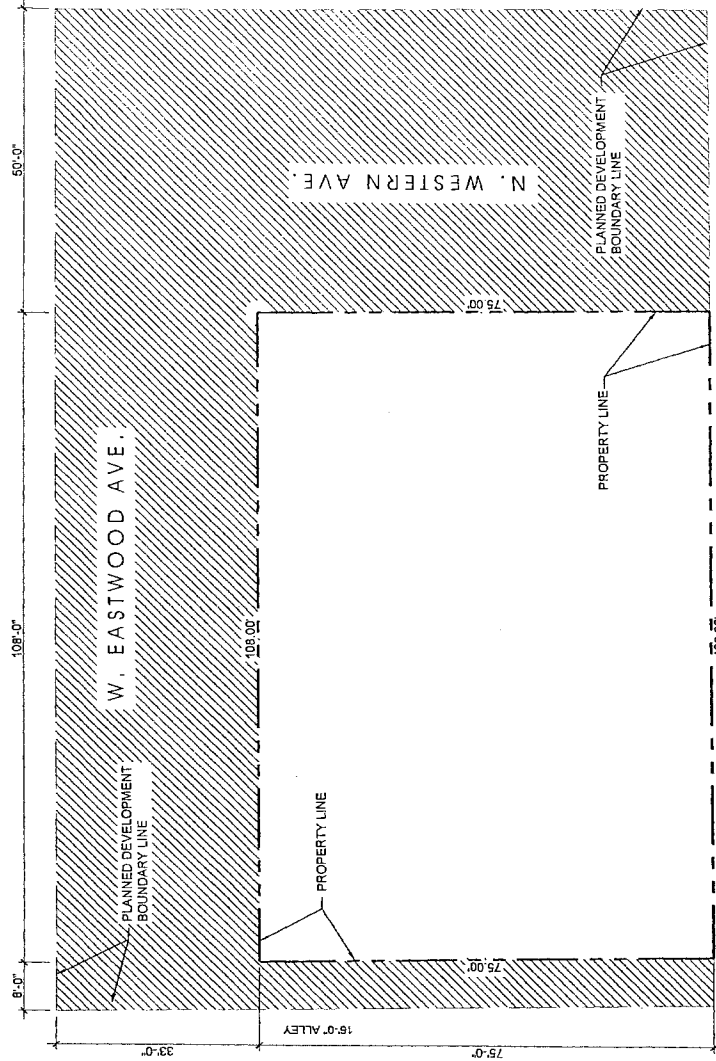 8'-0"
108'-0"
50'-0"
33'-0"
PLANNED DEVELOPMENT
BOUNDARY LINE
W. EASTWOOD AVE.
108.00'
N. WESTERN AVE.
16'-0" ALLEY
75'-0"
75.00'
PROPERTY LINE
75.00'
PROPERTY LINE
PLANNED DEVELOPMENT
BOUNDARY LINE